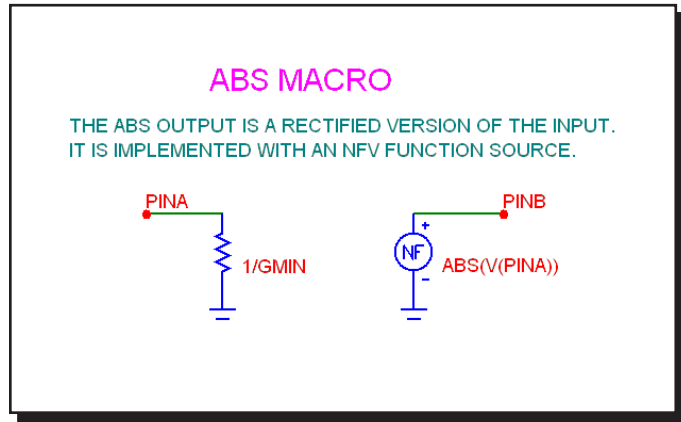 ABS MACRO
THE ABS OUTPUT IS A RECTIFIED VERSION OF THE INPUT.
IT IS IMPLEMENTED WITH AN NFV FUNCTION SOURCE.
PINA
PINB
+
NF
1/GMIN
ABS(V(PINA))
-